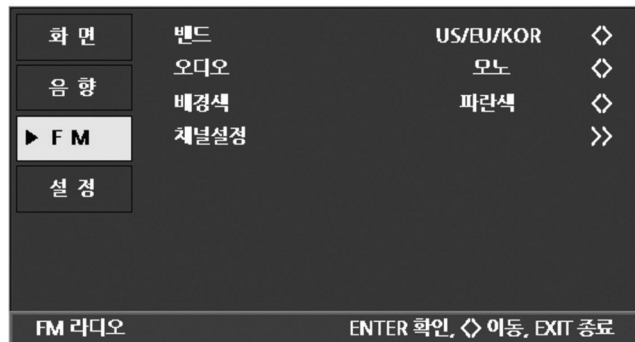 화면
음향
▶ FM
설정
밴드 US/EU/KOR <>
오디오 모노 <>
배경색 파란색 <>
채널설정 >>
FM 라디오 ENTER 확인, <> 이동, EXIT 종료